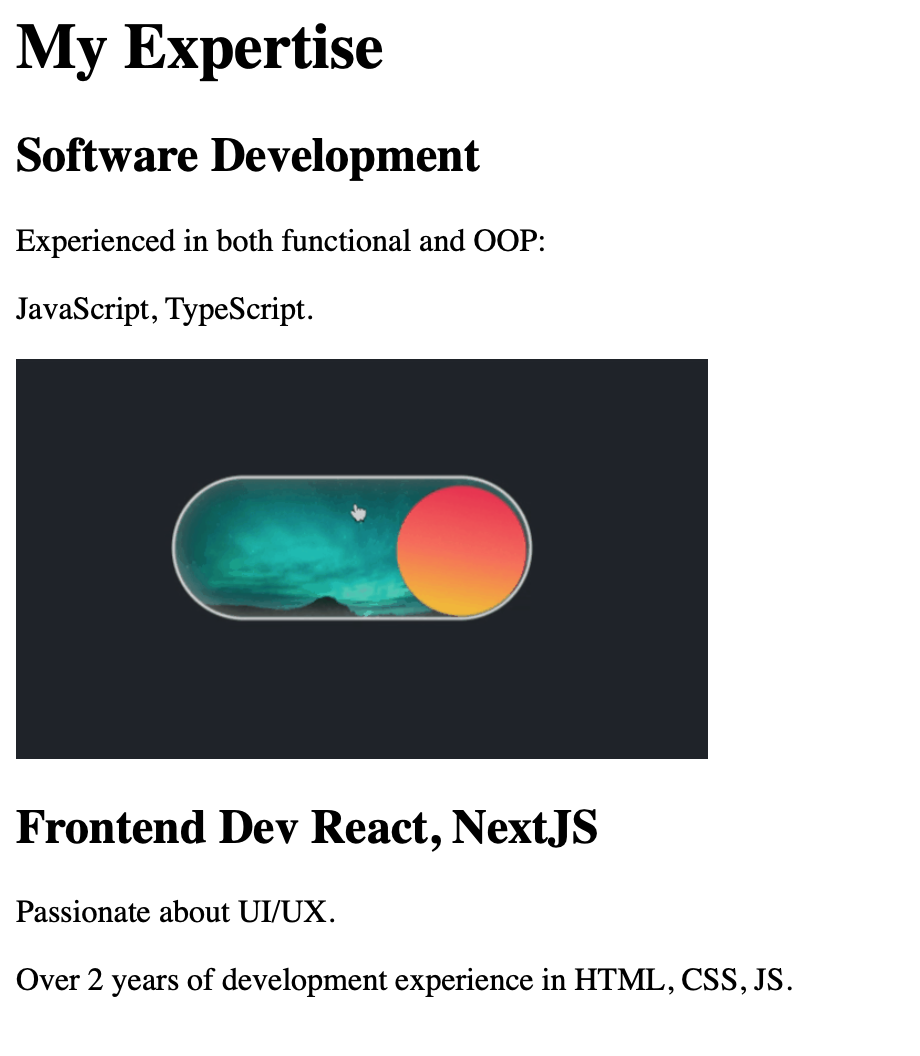 My Expertise
Software Development
Experienced in both functional and OOP:
JavaScript, TypeScript.
Frontend Dev React, NextJS
Passionate about UI/UX.
Over 2 years of development experience in HTML, CSS, JS.